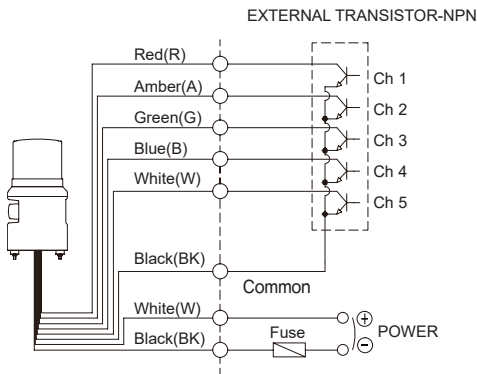 EXTERNAL TRANSISTOR-NPN
Red(R)
Ch 1
Amber(A)
Ch 2
Green(G)
Ch 3
Blue(B)
Ch 4
White(W)
Ch 5
Black(BK)
Common
White(W)
+
Fuse
POWER
Black(BK)
-